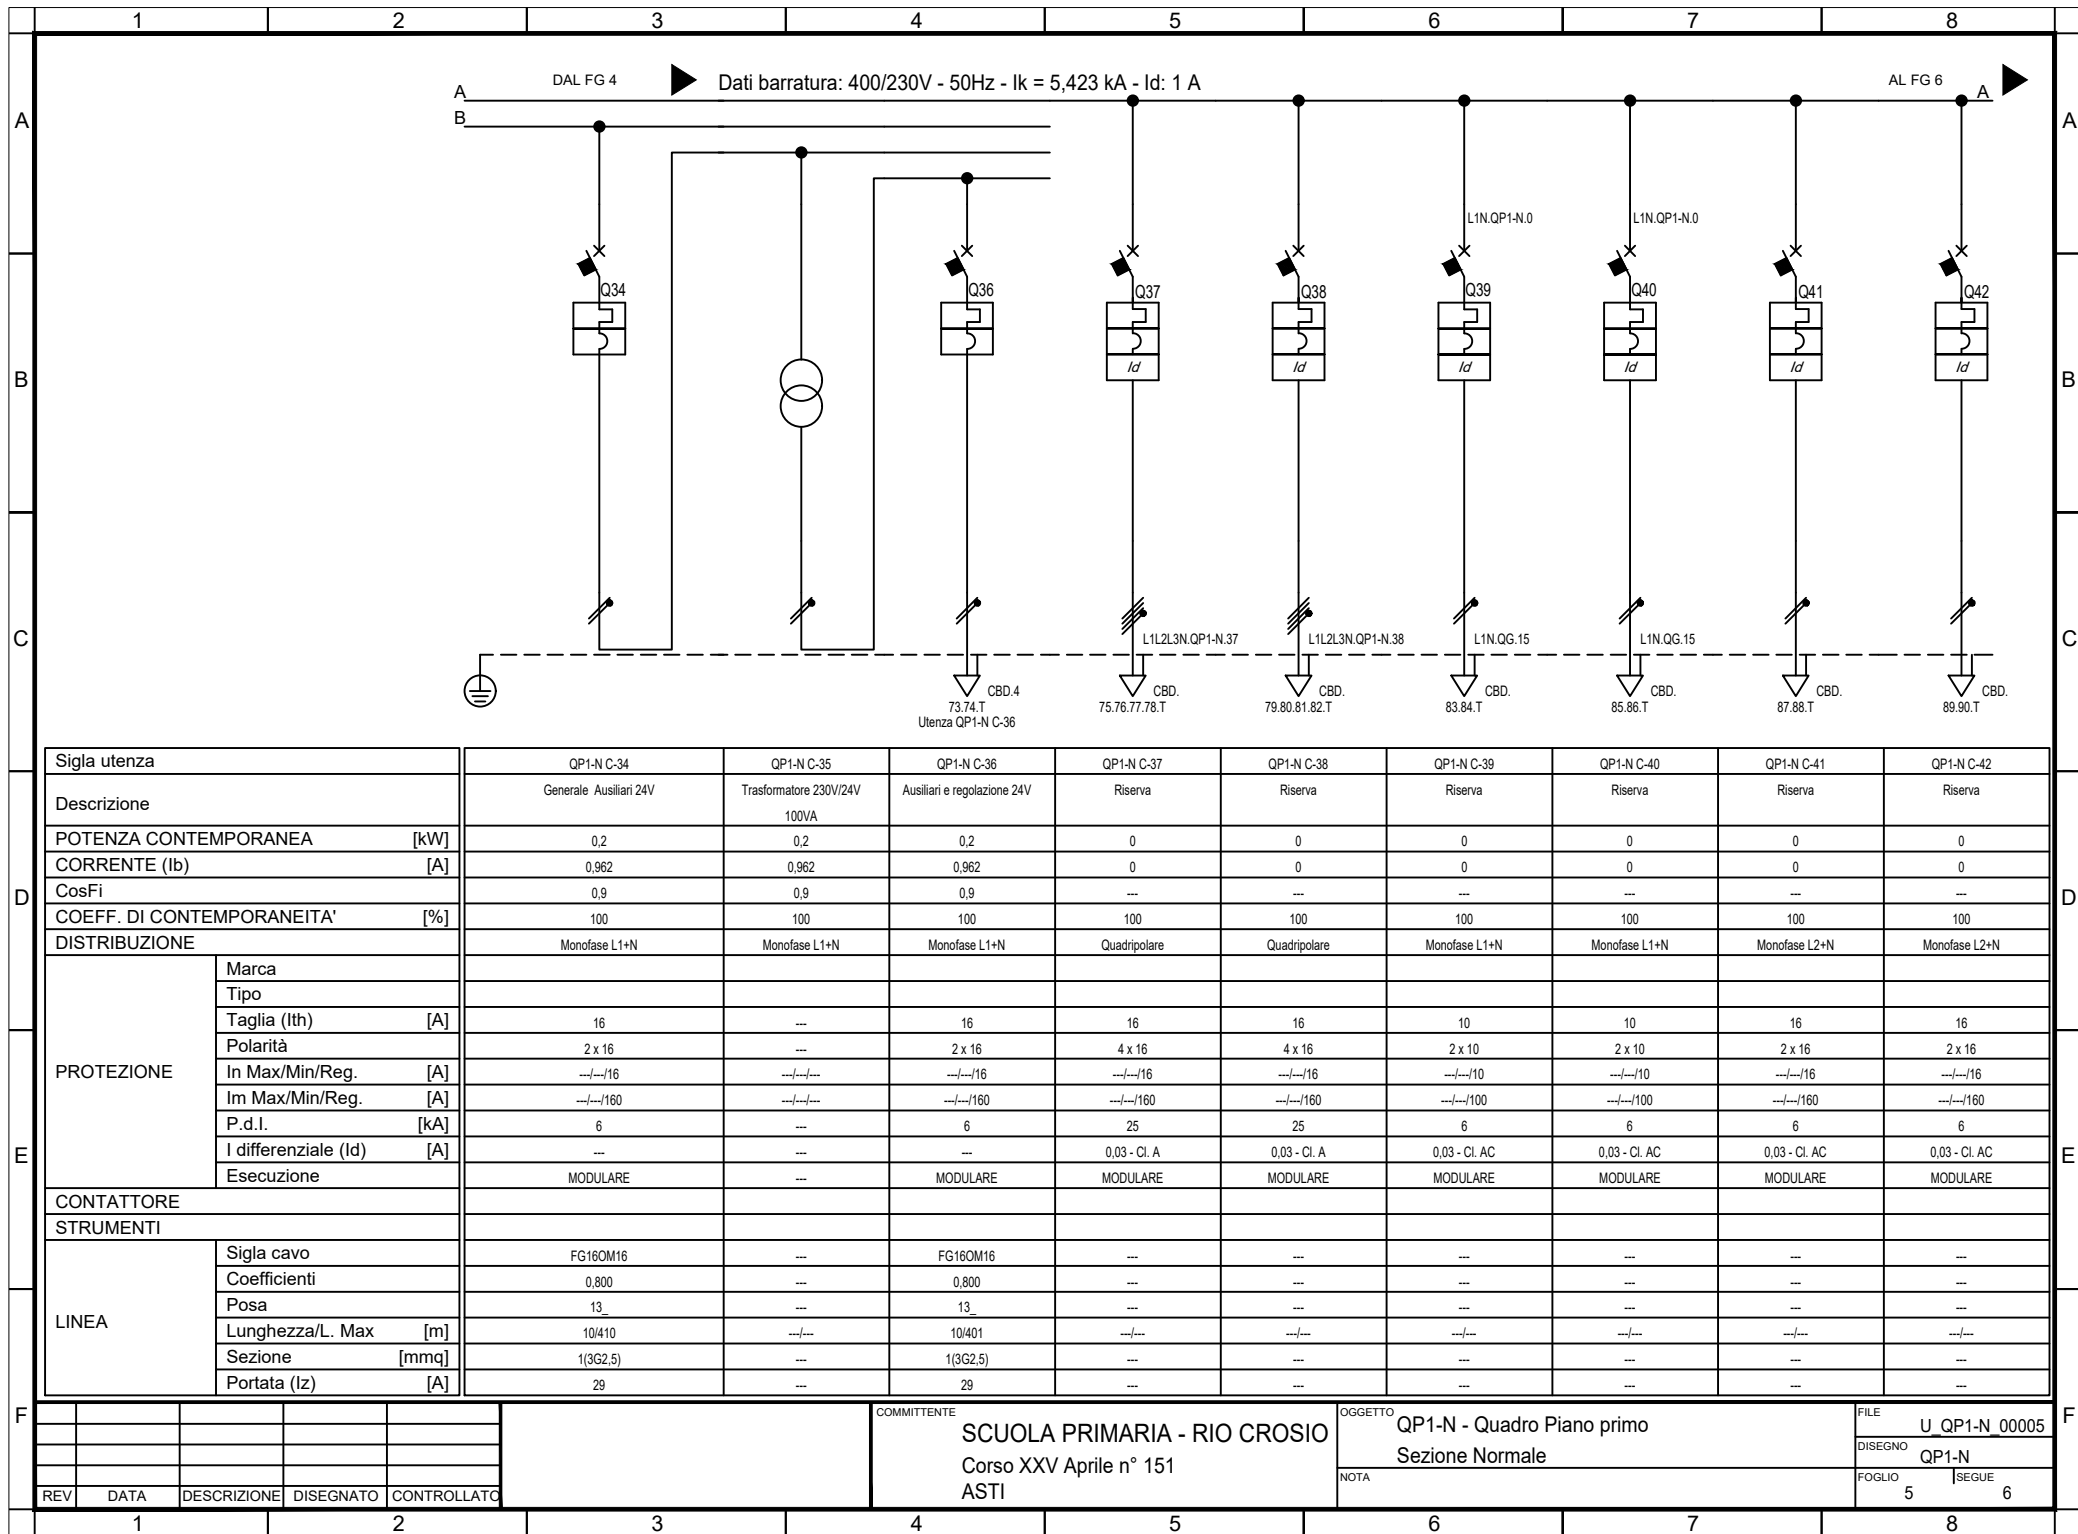 1 2 3 4 5 6 7 8
DAL FG 4 Dati barratura: 400/230V - 50Hz - Ik = 5,423 kA - Id: 1 A AL FG 6
A A
B
A A
L1N.QP1-N.0 L1N.QP1-N.0
Q34 Q36 Q37 Q38 Q39 Q40 Q41 Q42
Id Id Id Id Id Id
B B
C C
L1L2L3N.QP1-N.37 L1L2L3N.QP1-N.38 L1N.QG.15 L1N.QG.15
CBD.4 CBD. CBD. CBD. CBD. CBD. CBD.
73.74.T 75.76.77.78.T 79.80.81.82.T 83.84.T 85.86.T 87.88.T 89.90.T
Utenza QP1-N C-36
Sigla utenza QP1-N C-34 QP1-N C-35 QP1-N C-36 QP1-N C-37 QP1-N C-38 QP1-N C-39 QP1-N C-40 QP1-N C-41 QP1-N C-42
Descrizione Generale Ausiliari 24V Trasformatore 230V/24V Ausiliari e regolazione 24V Riserva Riserva Riserva Riserva Riserva Riserva
100VA
POTENZA CONTEMPORANEA [kW] 0,2 0,2 0,2 0 0 0 0 0 0
CORRENTE (Ib) [A] 0,962 0,962 0,962 0 0 0 0 0 0
D CosFi 0,9 0,9 0,9 --- --- --- --- --- --- D
COEFF. DI CONTEMPORANEITA' [%] 100 100 100 100 100 100 100 100 100
DISTRIBUZIONE Monofase L1+N Monofase L1+N Monofase L1+N Quadripolare Quadripolare Monofase L1+N Monofase L1+N Monofase L2+N Monofase L2+N
PROTEZIONE
Marca
Tipo
Taglia (Ith) [A] 16 --- 16 16 16 10 10 16 16
Polarità 2 x 16 --- 2 x 16 4 x 16 4 x 16 2 x 10 2 x 10 2 x 16 2 x 16
In Max/Min/Reg. [A] ---/---/16 ---/---/--- ---/---/16 ---/---/16 ---/---/16 ---/---/10 ---/---/10 ---/---/16 ---/---/16
Im Max/Min/Reg. [A] ---/---/160 ---/---/--- ---/---/160 ---/---/160 ---/---/160 ---/---/100 ---/---/100 ---/---/160 ---/---/160
P.d.I. [kA] 6 --- 6 25 25 6 6 6 6
E I differenziale (Id) [A] --- --- --- 0,03 - Cl. A 0,03 - Cl. A 0,03 - Cl. AC 0,03 - Cl. AC 0,03 - Cl. AC 0,03 - Cl. AC E
Esecuzione MODULARE --- MODULARE MODULARE MODULARE MODULARE MODULARE MODULARE MODULARE
CONTATTORE
STRUMENTI
LINEA
Sigla cavo FG16OM16 --- FG16OM16 --- --- --- --- --- ---
Coefficienti 0,800 --- 0,800 --- --- --- --- --- ---
Posa 13_ --- 13_ --- --- --- --- --- ---
Lunghezza/L. Max [m] 10/410 ---/--- 10/401 ---/--- ---/--- ---/--- ---/--- ---/--- ---/---
Sezione [mmq] 1(3G2,5) --- 1(3G2,5) --- --- --- --- --- ---
Portata (Iz) [A] 29 --- 29 --- --- --- --- --- ---
F F
REV DATA DESCRIZIONE DISEGNATO CONTROLLATO
COMMITTENTE
SCUOLA PRIMARIA - RIO CROSIO
Corso XXV Aprile n° 151
ASTI
OGGETTO QP1-N - Quadro Piano primo
Sezione Normale
NOTA
FILE U_QP1-N_00005
DISEGNO QP1-N
FOGLIO 5 SEGUE 6
1 2 3 4 5 6 7 8